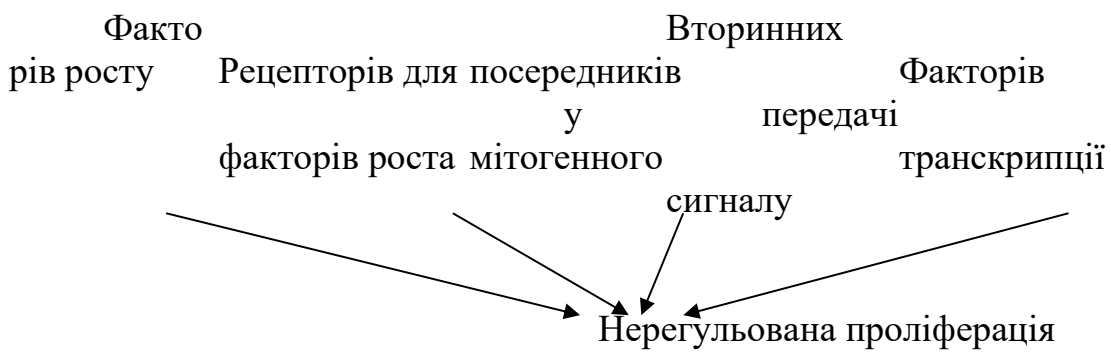 Факто Вторинних
рів росту Рецепторів для посередників Факторів
у передачі
факторів роста мітогенного транскрипції
сигналу
Нерегульована проліферація